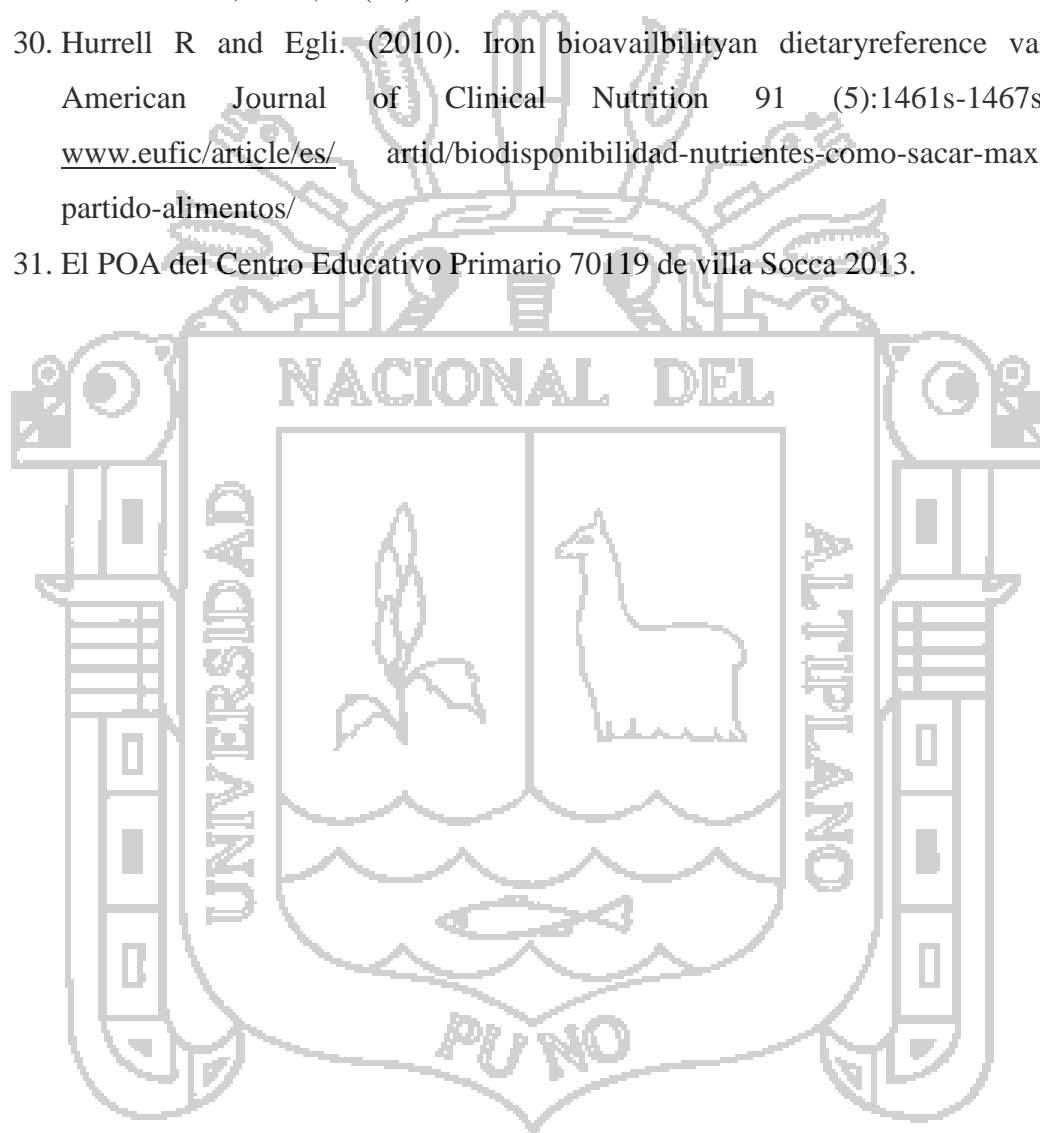 30. Hurrell R and Egli. (2010). Iron bioavailbilityan dietaryreference
American Journal of Clinical Nutrition 91 (5):1461s-1467s
www.eufic/article/es/ artid/biodisponibilidad-nutrientes-como-sacar-max
partido-alimentos/
31. El POA del Centro Educativo Primario 70119 de villa Socca 2013.
NACIONAL DEL
UNIVERSIDAD
ALTIPLANO
PUNO